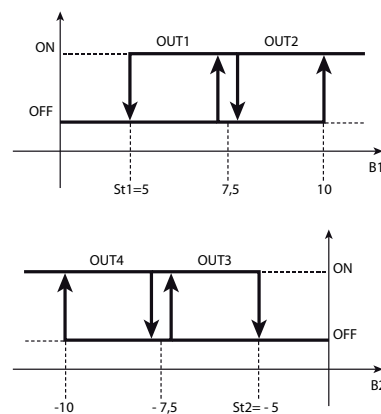 ON
OUT1 OUT2
OFF
B1
St1=5 7,5 10
OUT4 OUT3
ON
OFF
B2
-10 - 7,5 St2= - 5